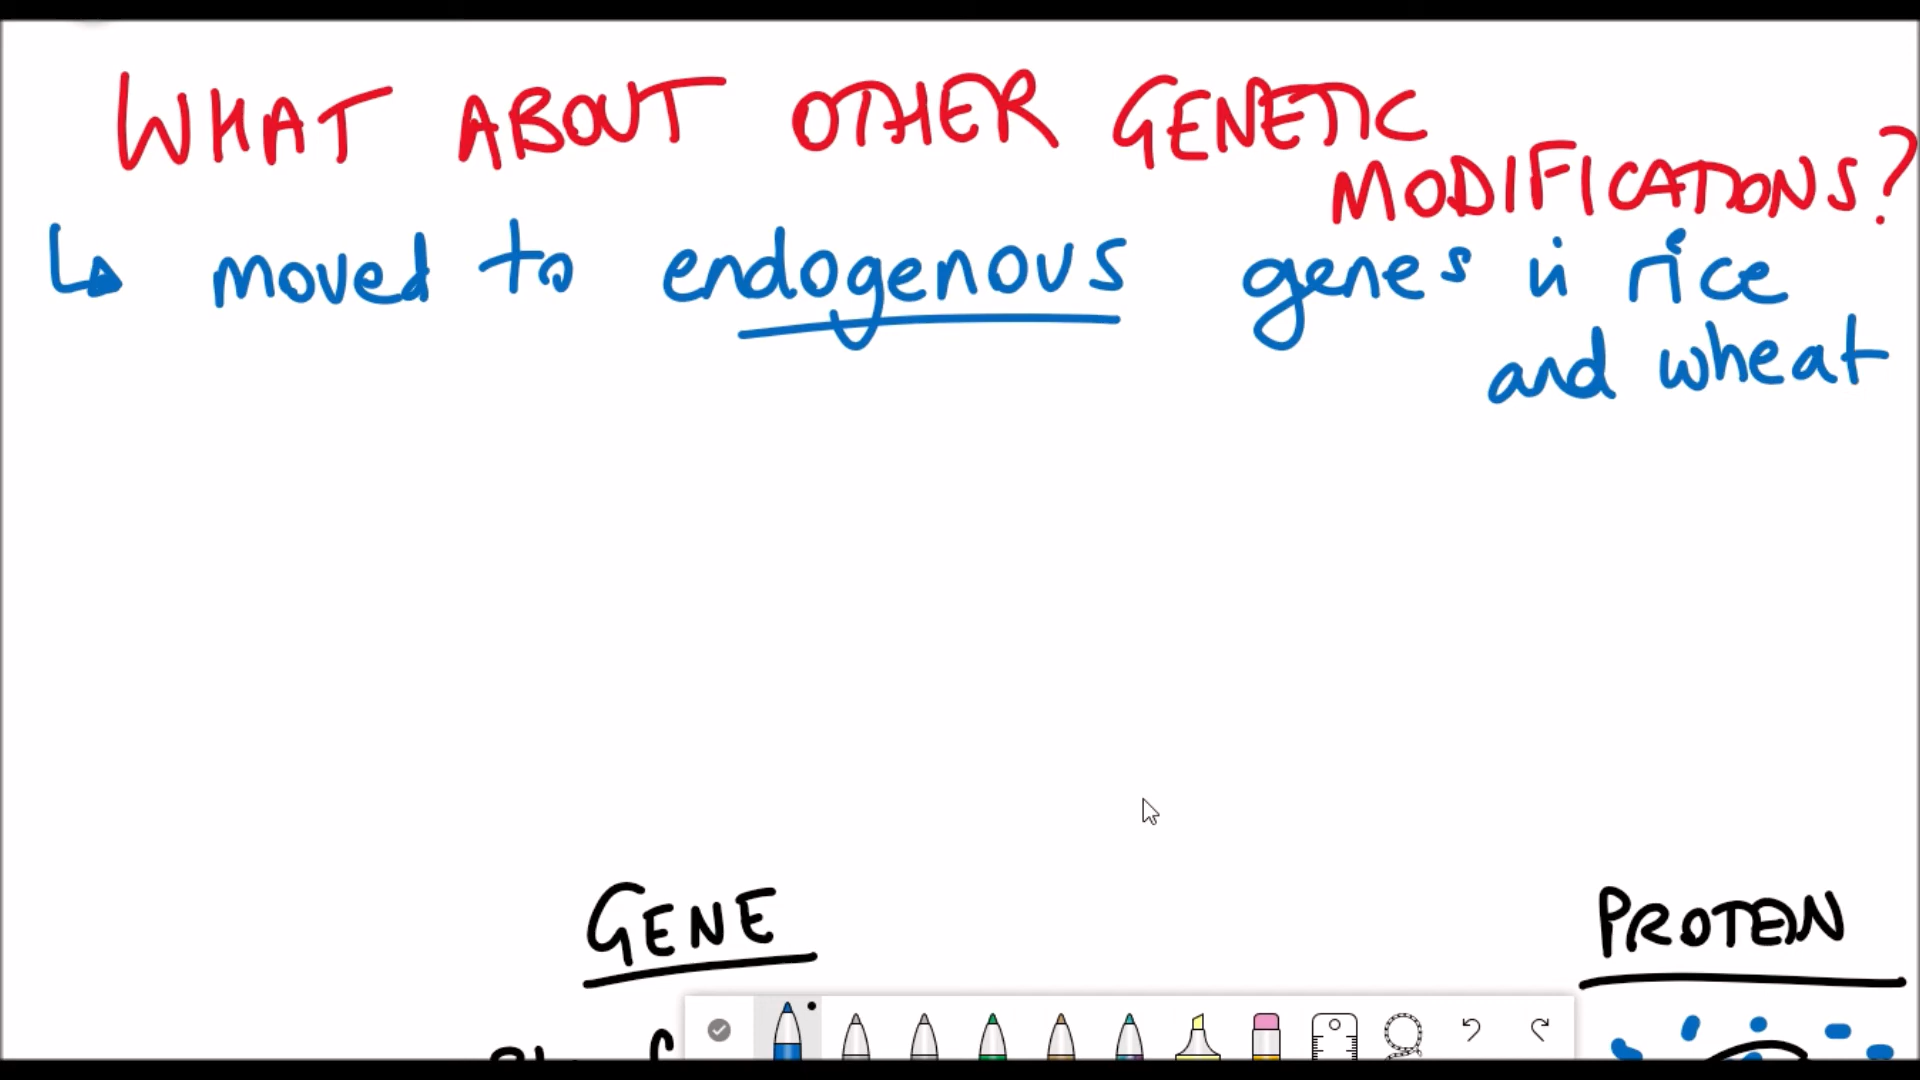 WHAT ABOUT OTHER GENETIC
MODIFICATIONS?
moved to endogenous genes in rice
and wheat
GENE
PROTEIN